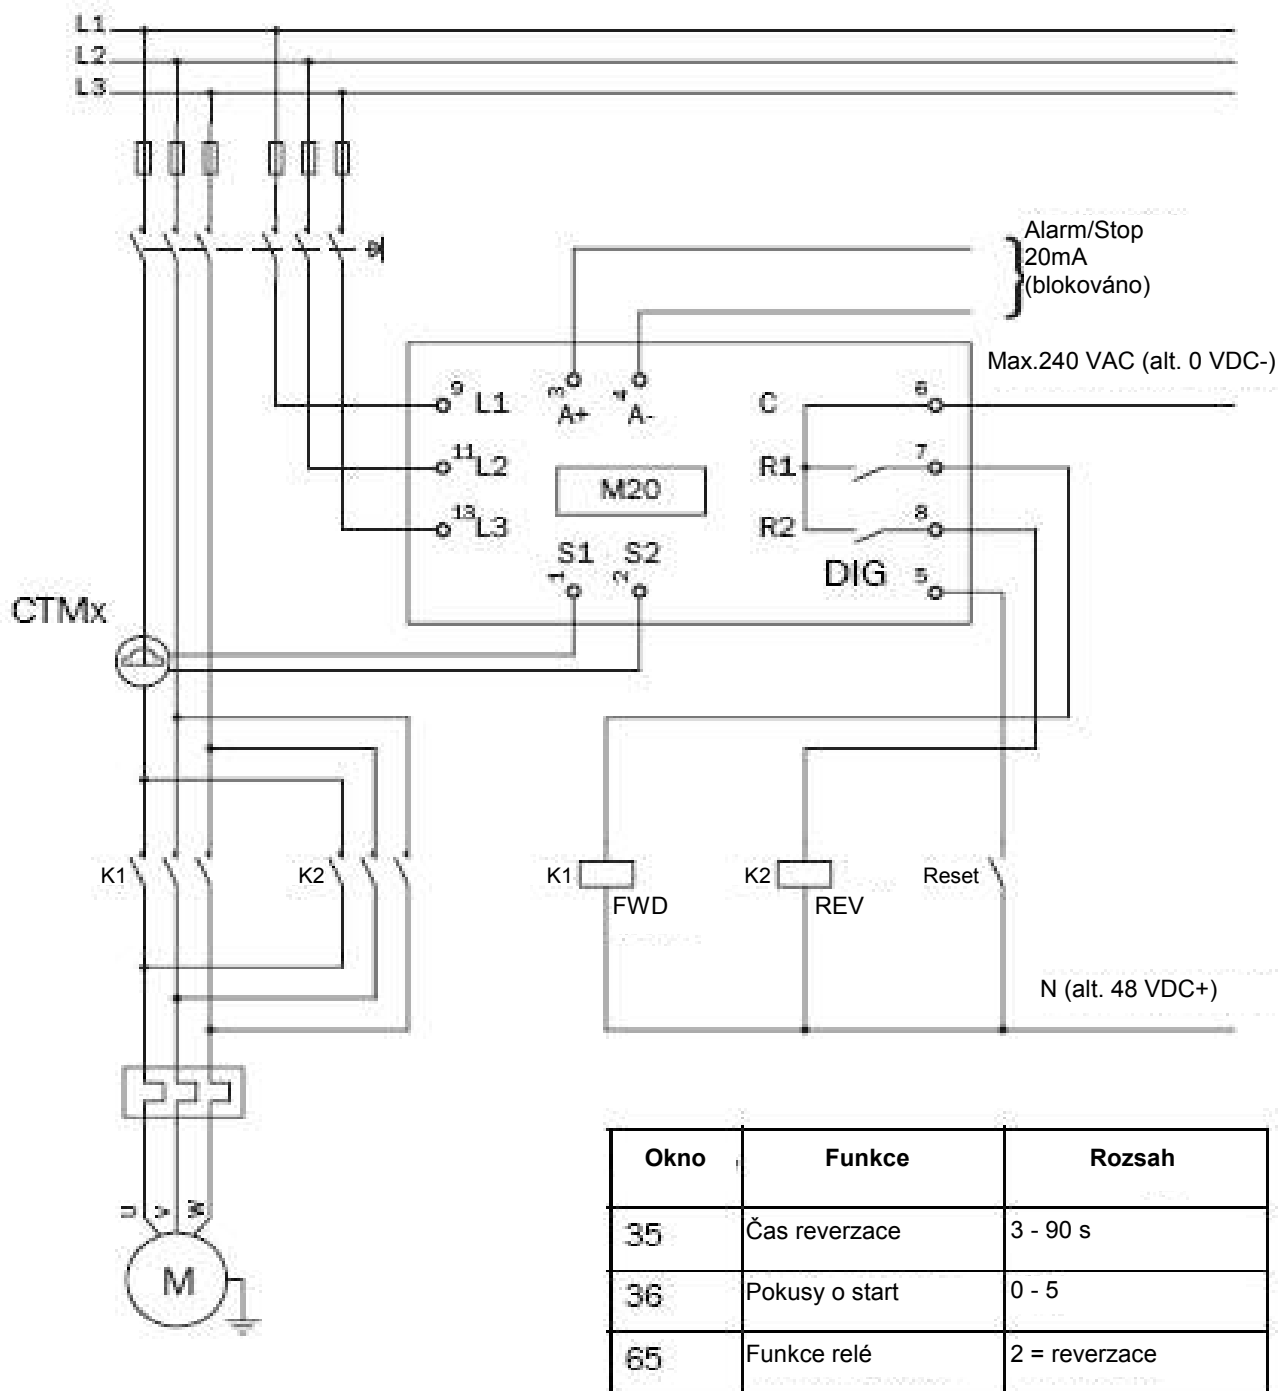 L1
L2
L3
Alarm/Stop
20mA
(blokováno)
Max.240 VAC (alt. 0 VDC-)
9 L1
3 A+
4 A-
C 6
11 L2
M20
R1 7
13 L3
R2 8
S1 S2
1 2
DIG 5
CTMx
K1
K2
K1
FWD
K2
REV
Reset
N (alt. 48 VDC+)
U V W
M
Okno Funkce Rozsah
35 Čas reverzace 3 - 90 s
36 Pokusy o start 0 - 5
65 Funkce relé 2 = reverzace